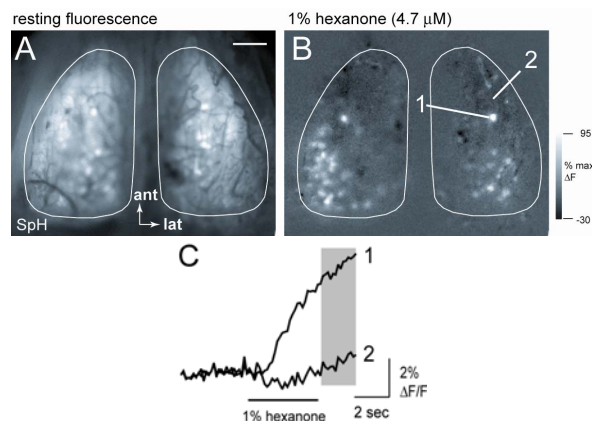 resting fluorescence
1% hexanone (4.7 μM)
A
B
2
1
95
% max
ΔF
-30
ant
lat
SpH
C
1
2
2%
ΔF/F
1% hexanone
2 sec